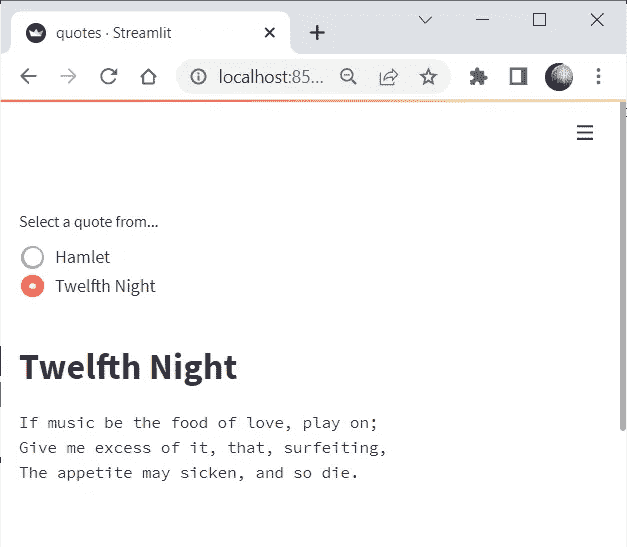 quotes · Streamlit
localhost:85...
Select a quote from...
Hamlet
Twelfth Night
Twelfth Night
If music be the food of love, play on;
Give me excess of it, that, surfeiting,
The appetite may sicken, and so die.